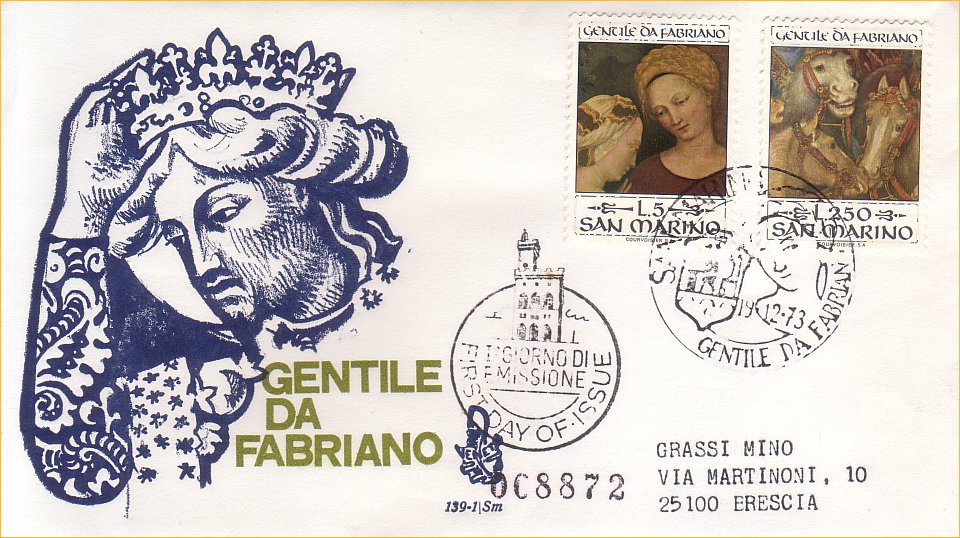 GENTILE DA FABRIANO
L.5
SAN MARINO
COURVOISIER S.A
GENTILE DA FABRIANO
L.250
SAN MARINO
COURVOISIER S.A
19-12-73
GENTILE DA FABRIAN
GIORNO DI
EMISSIONE
FIRST DAY OF ISSUE
GENTILE
DA
FABRIANO
139-1|Sm
0C8872
GRASSI MINO
VIA MARTINONI, 10
25100 BRESCIA